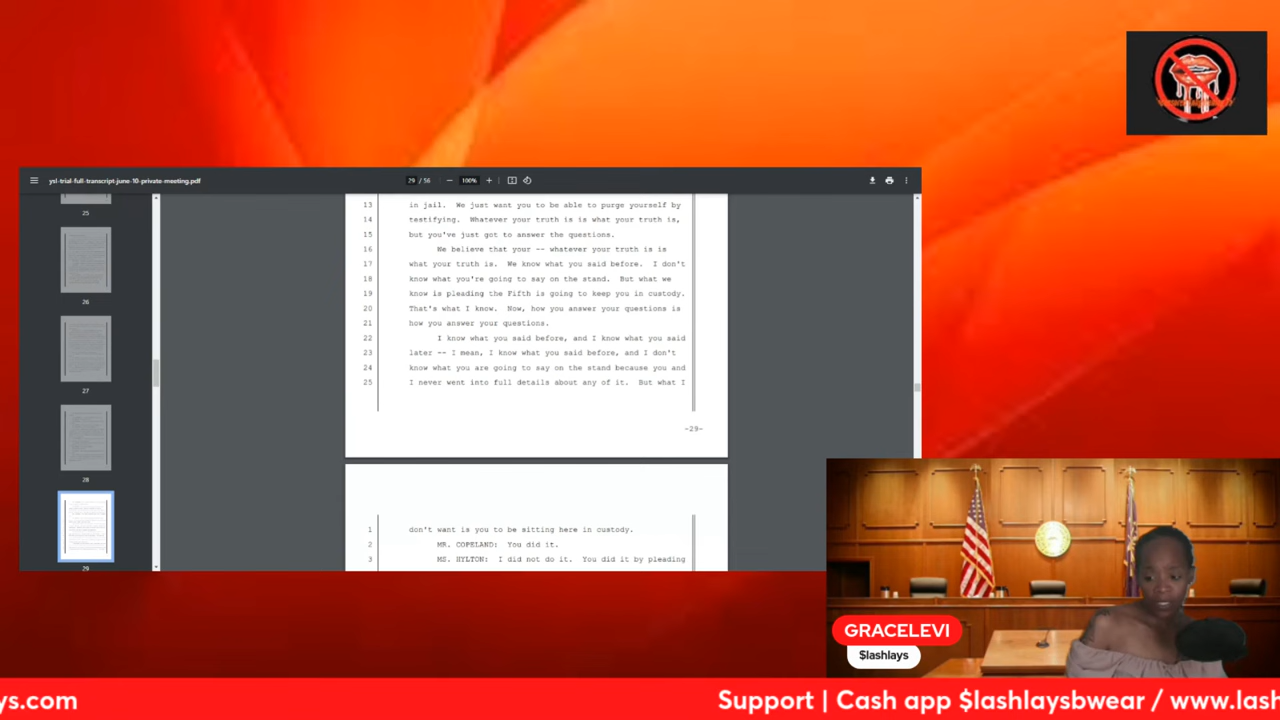 ysl-trial-full-transcript-june-10-private-meeting.pdf
29 / 56
100%
25
26
27
28
29
13 in jail. We just want you to be able to purge yourself by
14 testifying. Whatever your truth is is what your truth is,
15 but you've just got to answer the questions.
16 We believe that your -- whatever your truth is is
17 what your truth is. We know what you said before. I don't
18 know what you're going to say on the stand. But what we
19 know is pleading the Fifth is going to keep you in custody.
20 That's what I know. Now, how you answer your questions is
21 how you answer your questions.
22 I know what you said before, and I know what you said
23 later -- I mean, I know what you said before, and I don't
24 know what you are going to say on the stand because you and
25 I never went into full details about any of it. But what I
-29-
1 don't want is you to be sitting here in custody.
2 MR. COPELAND: You did it.
3 MS. HYLTON: I did not do it. You did it by pleading
GRACELEVI
$lashlays
ys.com
Support | Cash app $lashlaysbwear / www.lash